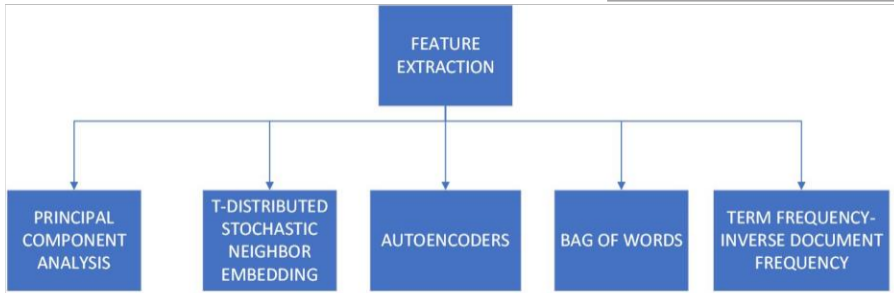 FEATURE
EXTRACTION
PRINCIPAL
COMPONENT
ANALYSIS
T-DISTRIBUTED
STOCHASTIC
NEIGHBOR
EMBEDDING
AUTOENCODERS
BAG OF WORDS
TERM FREQUENCY-
INVERSE DOCUMENT
FREQUENCY